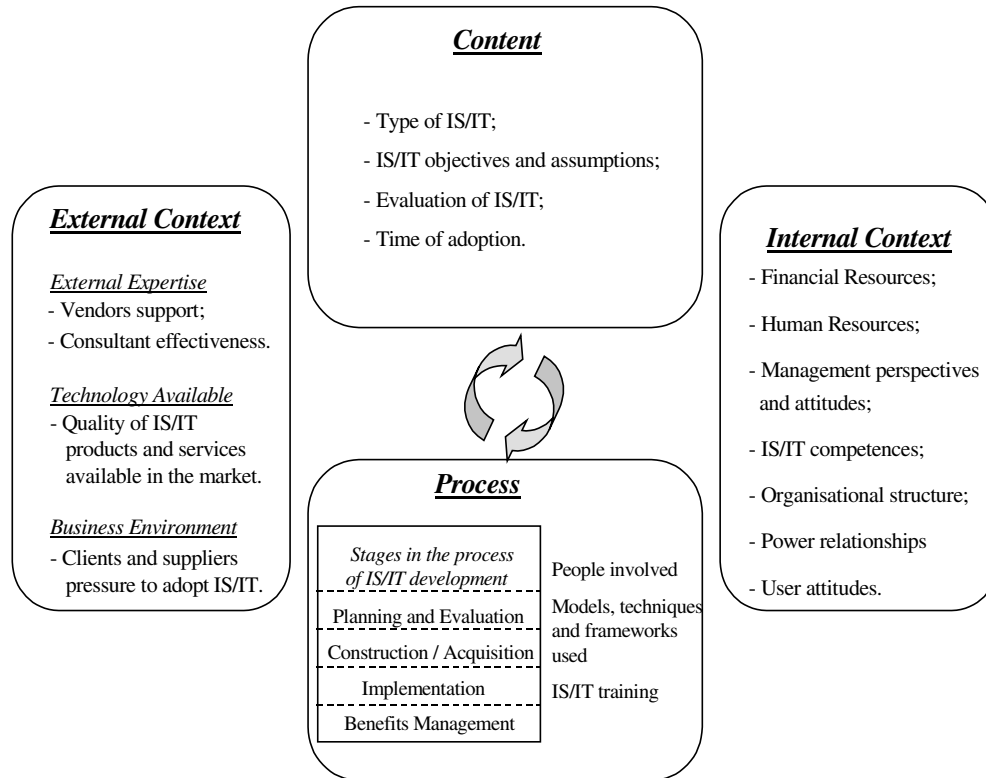 Content
- Type of IS/IT;
- IS/IT objectives and assumptions;
- Evaluation of IS/IT;
- Time of adoption.
External Context
External Expertise
- Vendors support;
- Consultant effectiveness.
Technology Available
- Quality of IS/IT
products and services
available in the market.
Business Environment
- Clients and suppliers
pressure to adopt IS/IT.
Internal Context
- Financial Resources;
- Human Resources;
- Management perspectives
and attitudes;
- IS/IT competences;
- Organisational structure;
- Power relationships
- User attitudes.
Process
Stages in the process
of IS/IT development
Planning and Evaluation
Construction / Acquisition
Implementation
Benefits Management
People involved
Models, techniques
and frameworks
used
IS/IT training